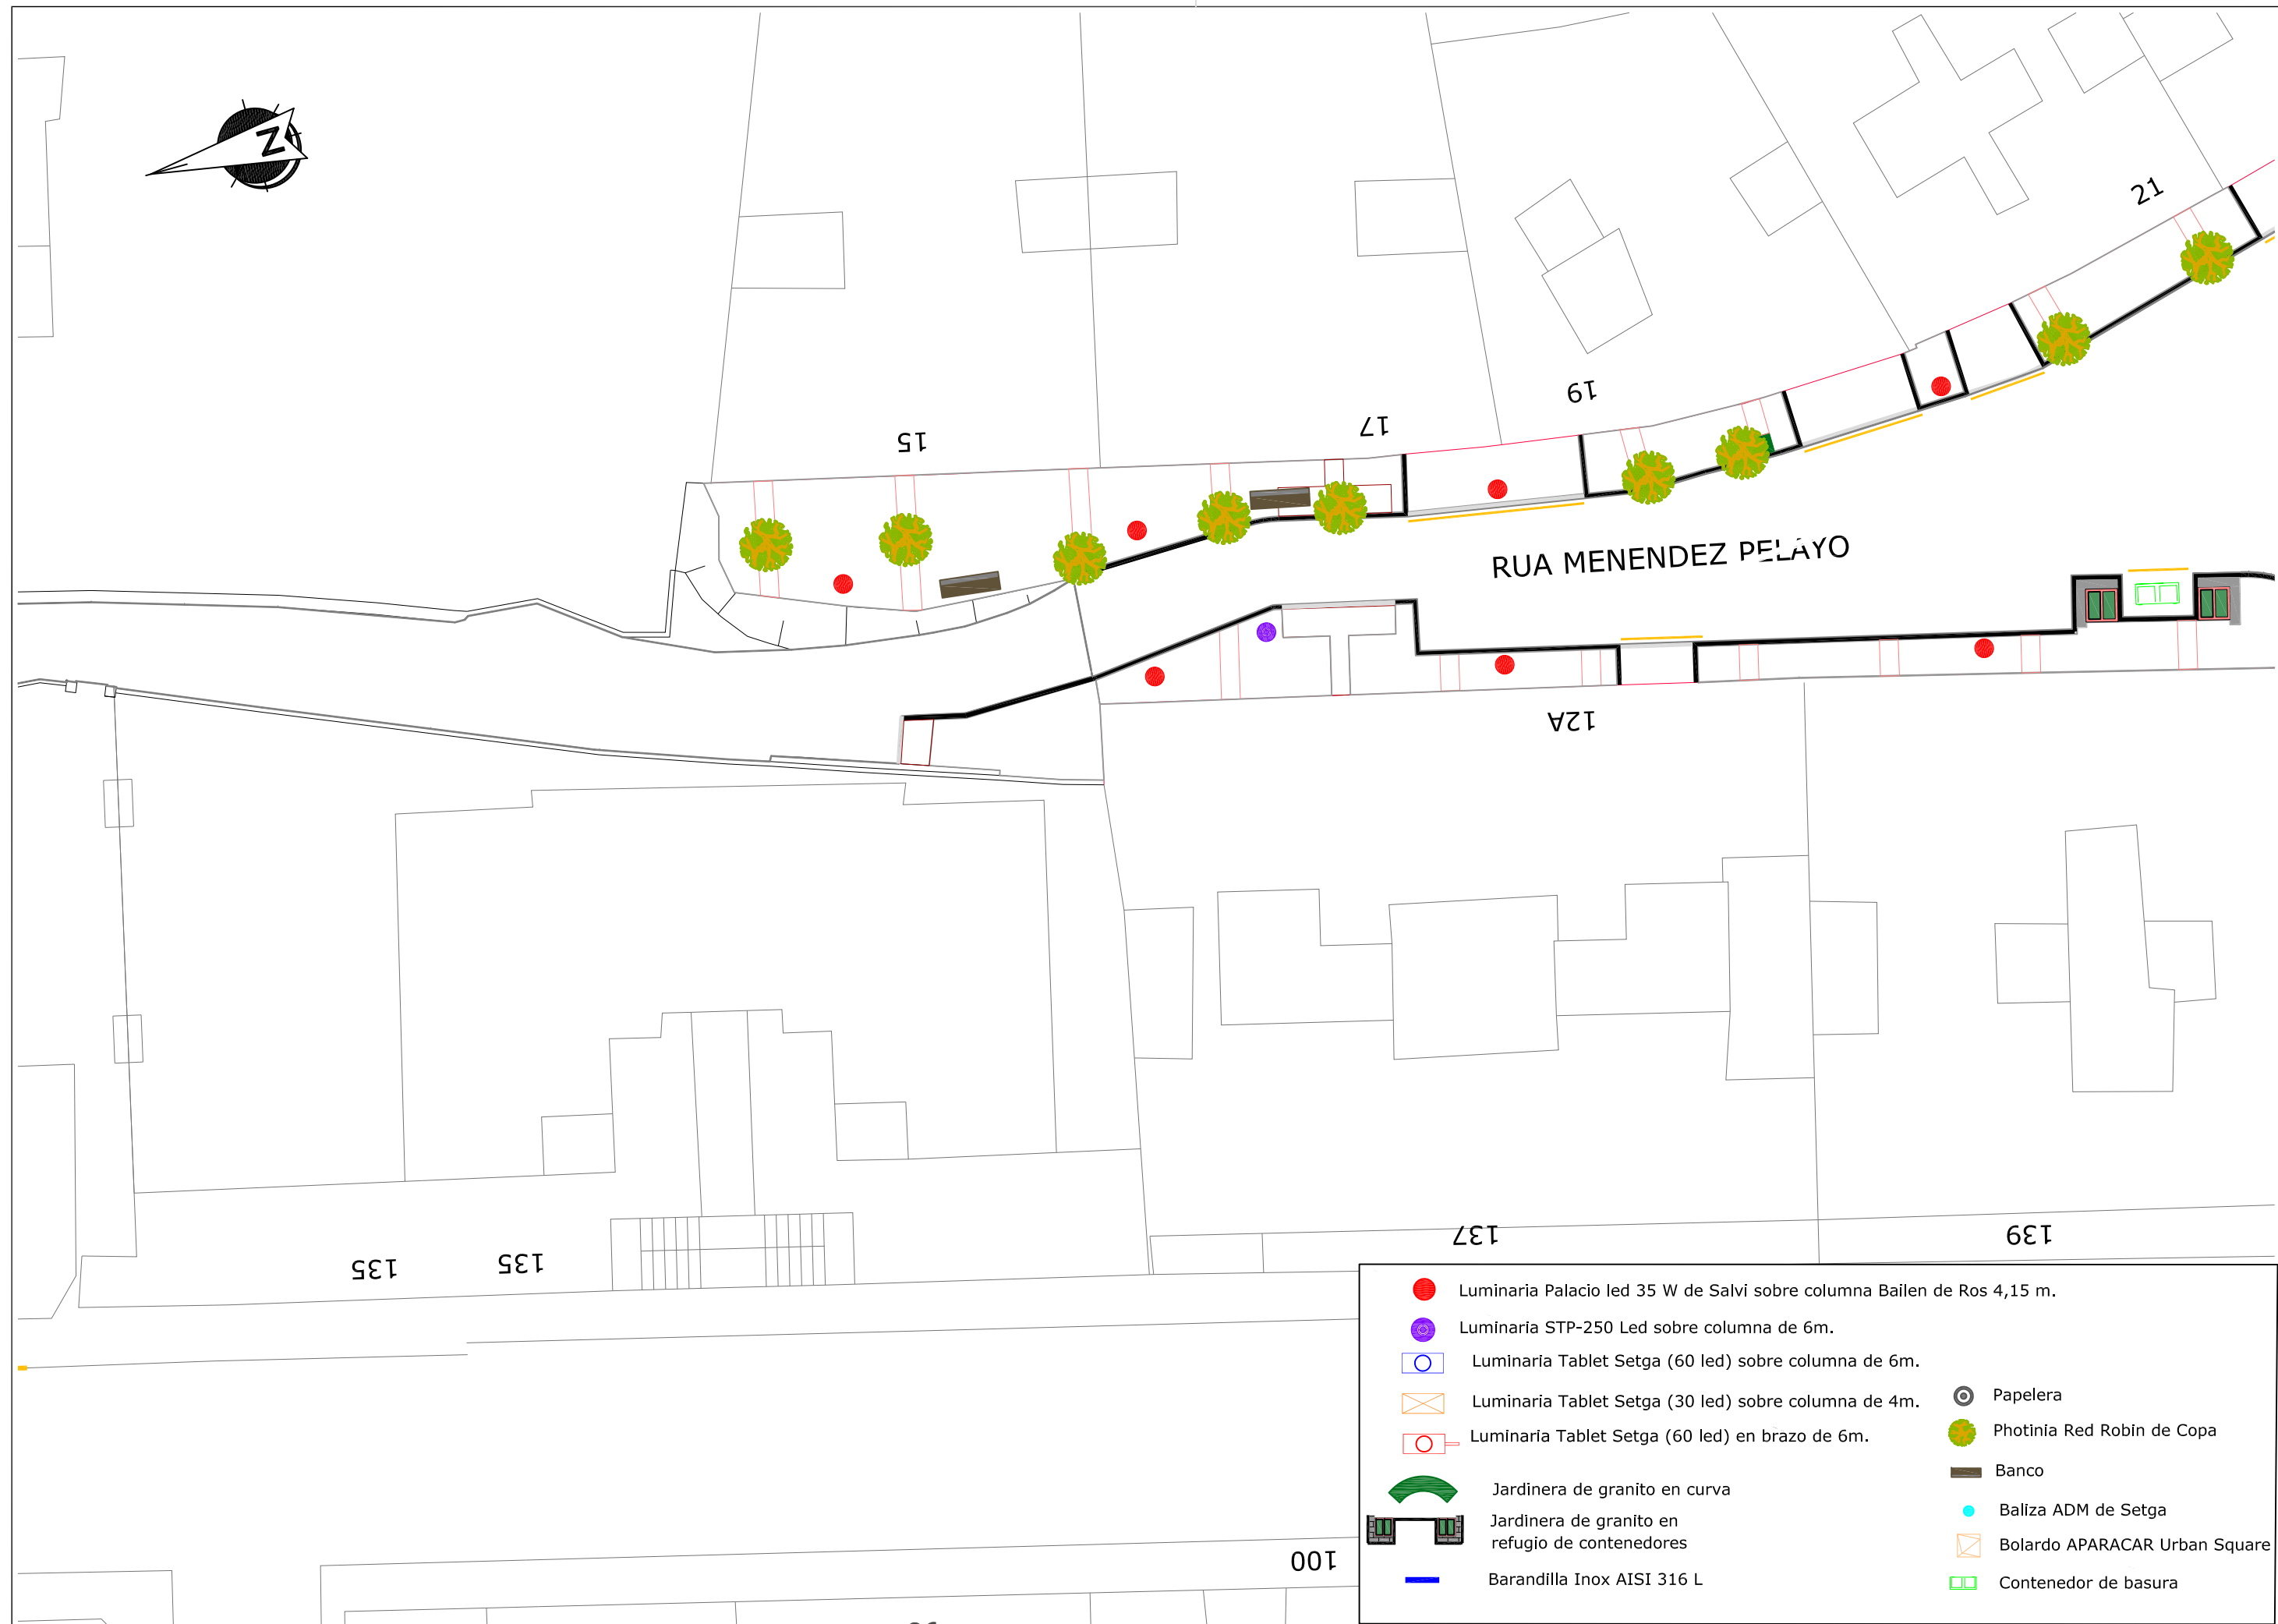 N
21
19
17
15
RUA MENENDEZ PELAYO
12A
137
139
135
135
100
Luminaria Palacio led 35 W de Salvi sobre columna Bailen de Ros 4,15 m.
Luminaria STP-250 Led sobre columna de 6m.
Luminaria Tablet Setga (60 led) sobre columna de 6m.
Luminaria Tablet Setga (30 led) sobre columna de 4m.
Luminaria Tablet Setga (60 led) en brazo de 6m.
Jardinera de granito en curva
Jardinera de granito en
refugio de contenedores
Barandilla Inox AISI 316 L
Papelera
Photinia Red Robin de Copa
Banco
Baliza ADM de Setga
Bolardo APARACAR Urban Square
Contenedor de basura